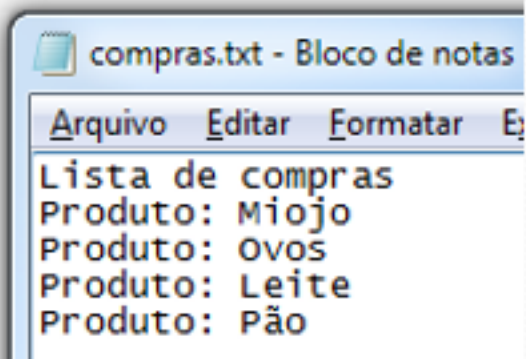 compras.txt - Bloco de notas
Arquivo Editar Formatar
Lista de compras
Produto: Miojo
Produto: Ovos
Produto: Leite
Produto: Pão